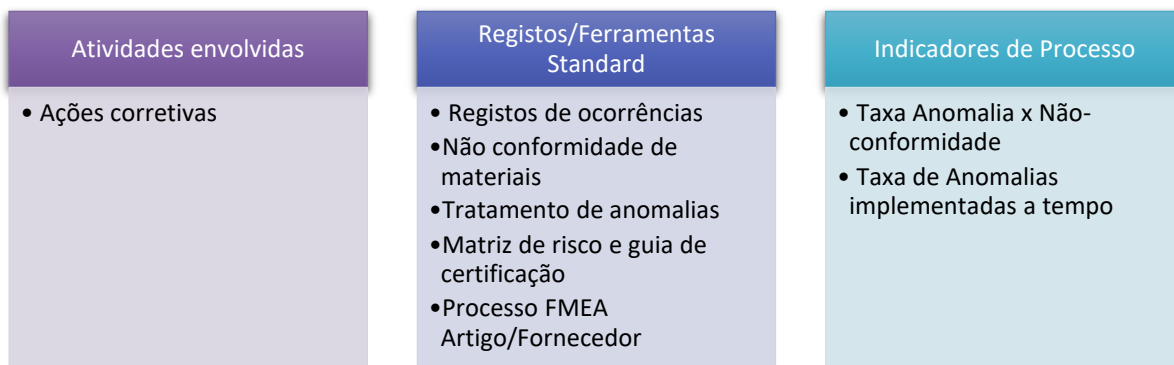 Atividades envolvidas
• Ações corretivas
Registos/Ferramentas
Standard
• Registos de ocorrências
•Não conformidade de
materiais
•Tratamento de anomalias
•Matriz de risco e guia de
certificação
•Processo FMEA
Artigo/Fornecedor
Indicadores de Processo
• Taxa Anomalia x Não-
conformidade
• Taxa de Anomalias
implementadas a tempo